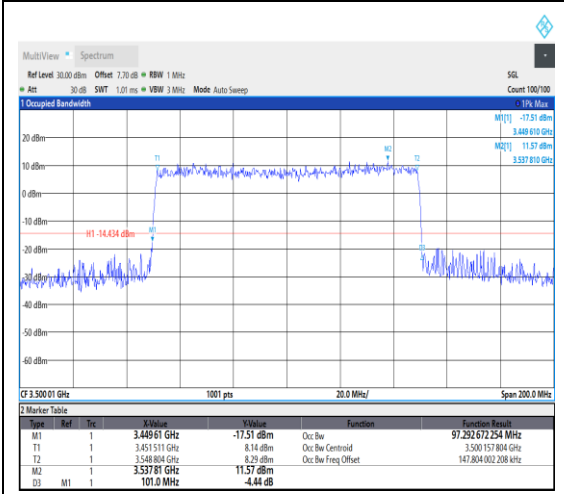 MultiView Spectrum
Ref Level 30.00 dBm Offset 7.70 dB RBW 1 MHz SGL
Att 30 dB SWT 1.01 ms VBW 3 MHz Mode Auto Sweep Count 100/100
1 Occupied Bandwidth 1Pk Max
M1[1] -17.51 dBm
3.449 610 GHz
M2[1] 11.57 dBm
3.537 810 GHz
20 dBm
M2
T1 T2
10 dBm
0 dBm
-10 dBm
H1 -14.434 dBm M1
-20 dBm
D3
-30 dBm
-40 dBm
-50 dBm
-60 dBm
CF 3.500 01 GHz 1001 pts 20.0 MHz/ Span 200.0 MHz
2 Marker Table
Type Ref Trc X-Value Y-Value Function Function Result
M1 1 3.449 61 GHz -17.51 dBm Occ Bw 97.292 672 254 MHz
T1 1 3.451 511 GHz 8.14 dBm Occ Bw Centroid 3.500 157 804 GHz
T2 1 3.548 804 GHz 8.29 dBm Occ Bw Freq Offset 147.804 002 208 kHz
M2 1 3.537 81 GHz 11.57 dBm
D3 M1 1 101.0 MHz -4.44 dB